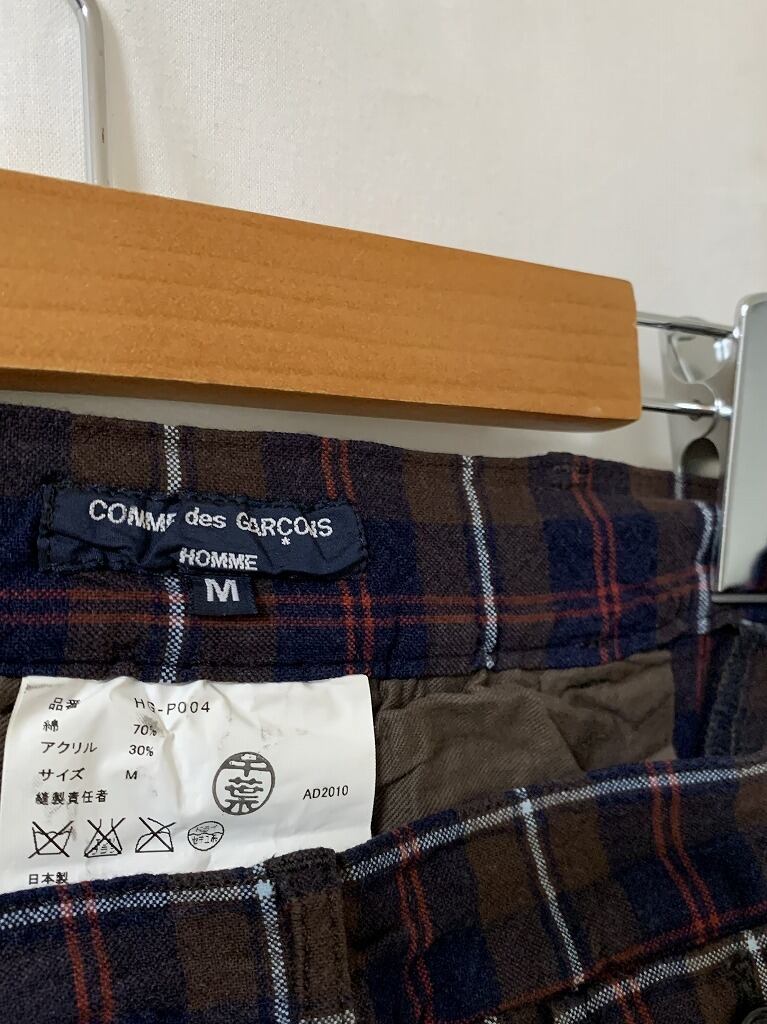 COMME des GARCONS
*
HOMME
M
品番 HG-P004
綿 70%
アクリル 30%
サイズ M
縫製責任者 千葉 AD2010
日本製